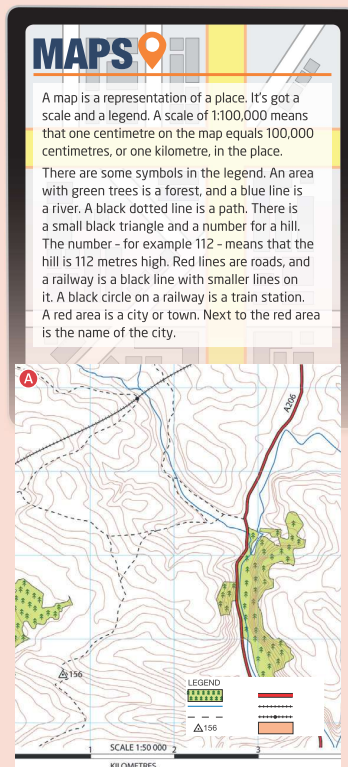 MAPS
A map is a representation of a place. It's got a
scale and a legend. A scale of 1:100,000 means
that one centimetre on the map equals 100,000
centimetres, or one kilometre, in the place.
There are some symbols in the legend. An area
with green trees is a forest, and a blue line is
a river. A black dotted line is a path. There is
a small black triangle and a number for a hill.
The number – for example 112 – means that the
hill is 112 metres high. Red lines are roads, and
a railway is a black line with smaller lines on
it. A black circle on a railway is a train station.
A red area is a city or town. Next to the red area
is the name of the city.
A
A206
156
LEGEND
156
1 SCALE 1:50 000 2 3
KILOMETRES